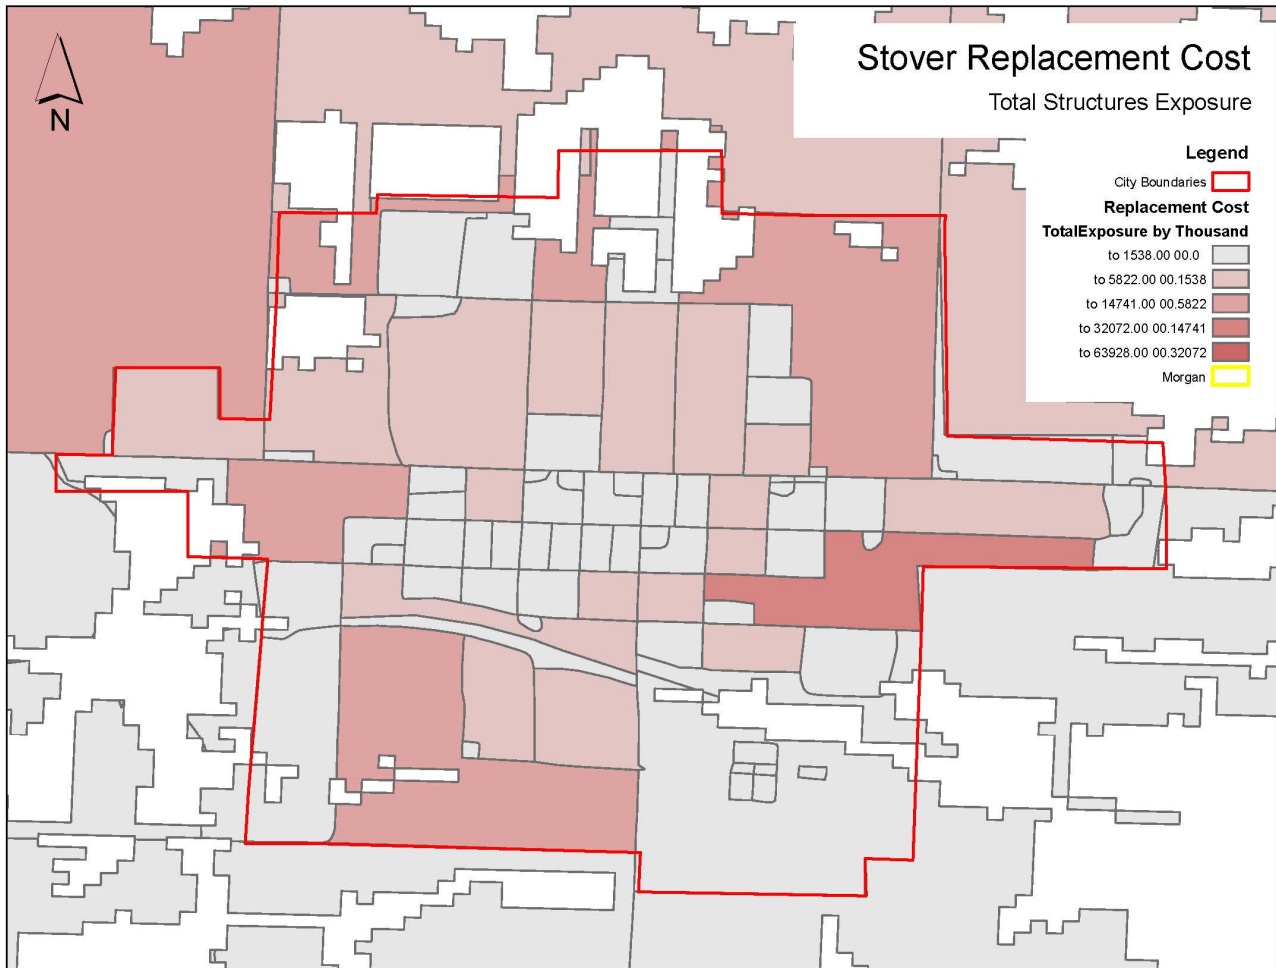 Stover Replacement Cost
Total Structures Exposure
N
Legend
City Boundaries
Replacement Cost
TotalExposure by Thousand
to 1538.00 00.0
to 5822.00 00.1538
to 14741.00 00.5822
to 32072.00 00.14741
to 63928.00 00.32072
Morgan